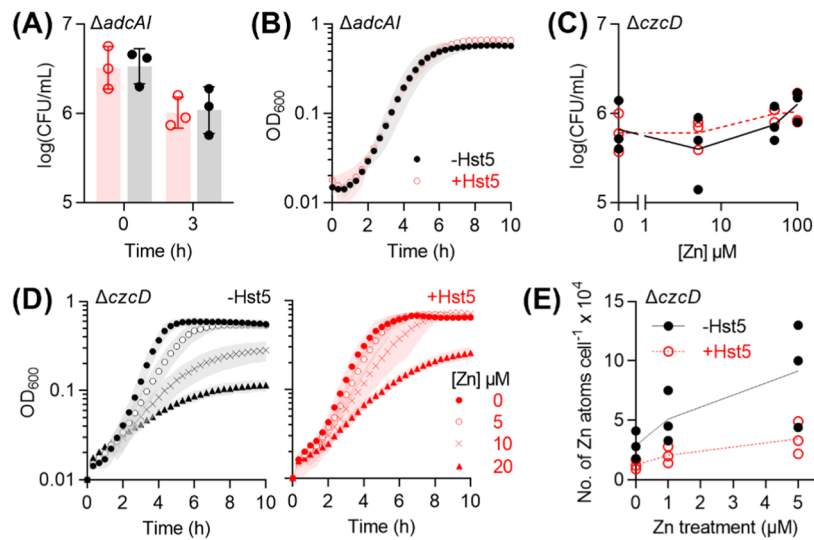 (A) ΔadcAI
log(CFU/mL)
7
6
5
0 3
Time (h)
(B) ΔadcAI
OD600
1
0.1
0.01
-Hst5
+Hst5
0 2 4 6 8 10
Time (h)
(C) ΔczcD
log(CFU/mL)
7
6
5
0 1 10 100
[Zn] µM
(D) ΔczcD -Hst5
OD600
1
0.1
0.01
0 2 4 6 8 10
Time (h)
+Hst5
[Zn] µM
0
5
10
20
0 2 4 6 8 10
Time (h)
(E) ΔczcD
No. of Zn atoms cell-1 x 104
15
10
5
0
-Hst5
+Hst5
0 1 2 3 4 5
Zn treatment (µM)